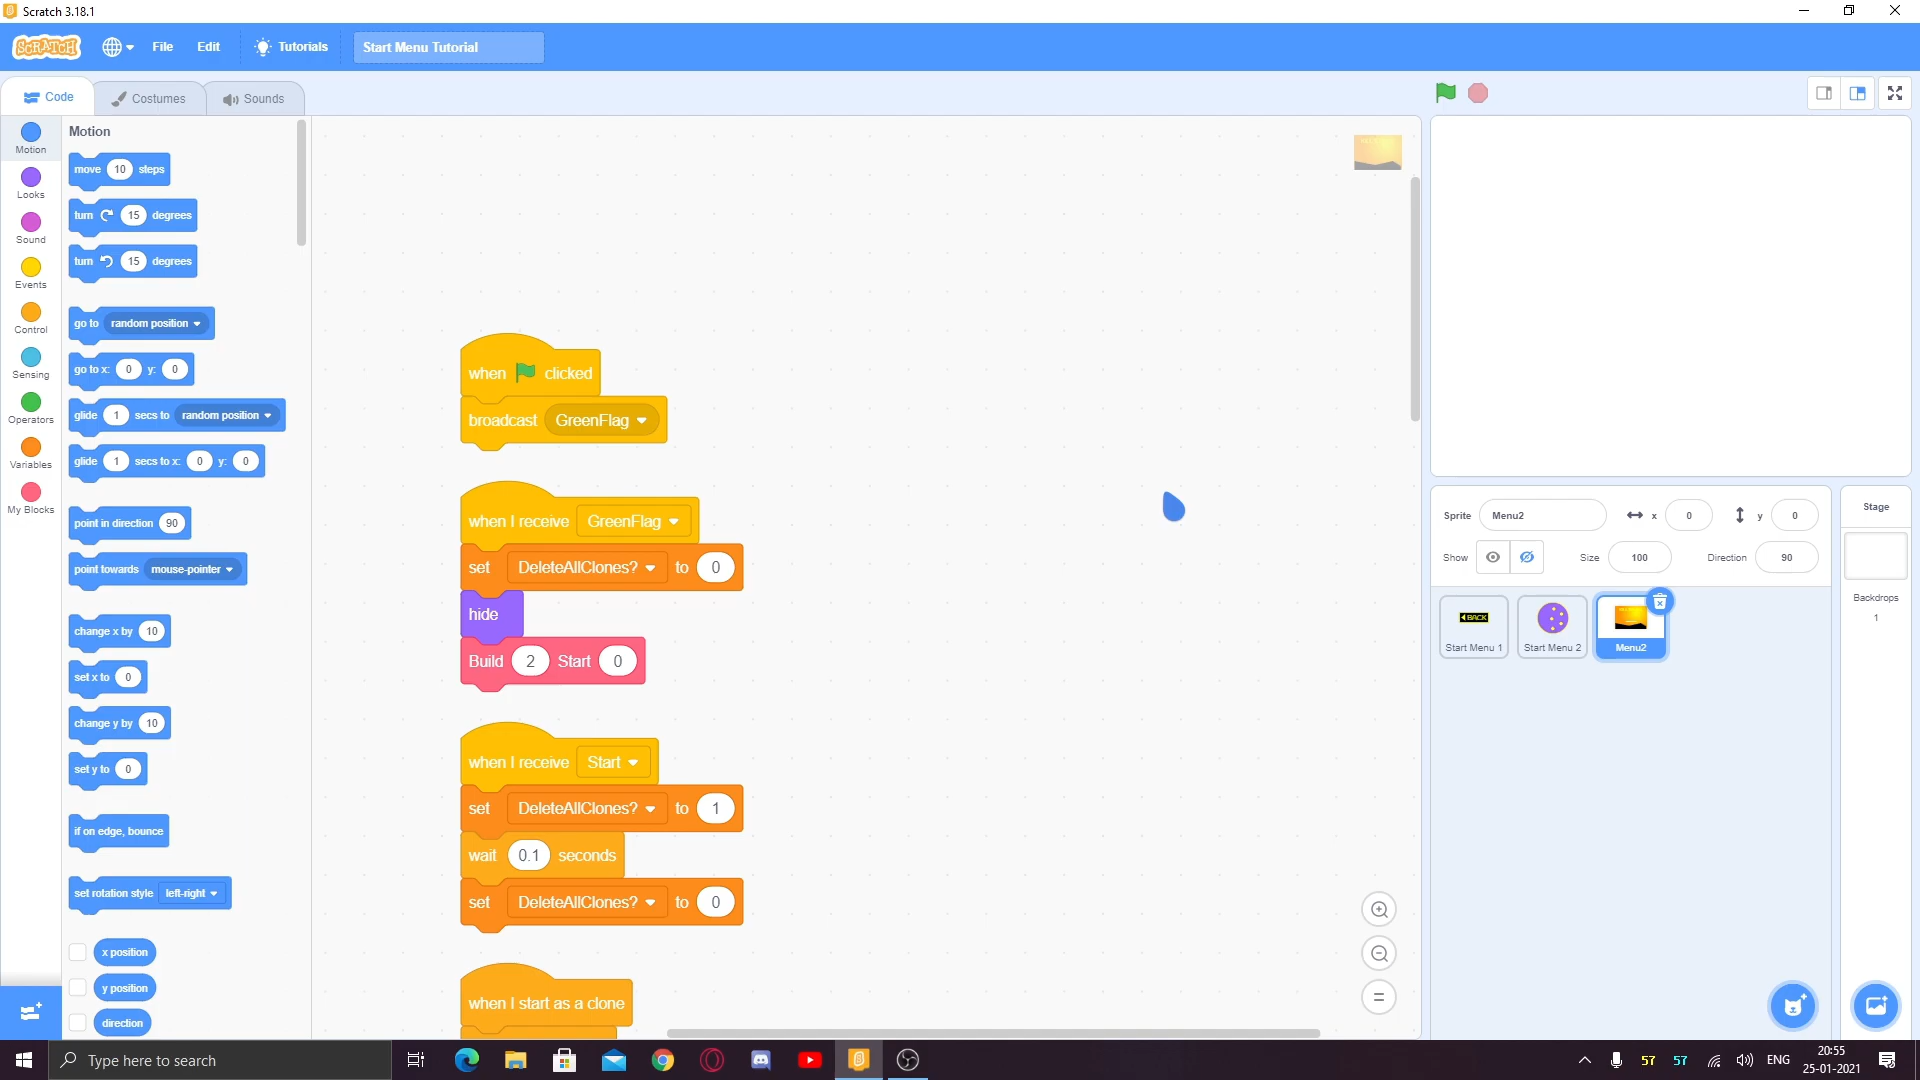 Scratch 3.18.1
SCRATCH
File
Edit
Tutorials
Start Menu Tutorial
Code
Costumes
Sounds
Motion
Looks
Sound
Events
Control
Sensing
Operators
Variables
My Blocks
Motion
move 10 steps
turn 15 degrees
turn 15 degrees
go to random position
go to x: 0 y: 0
glide 1 secs to random position
glide 1 secs to x: 0 y: 0
point in direction 90
point towards mouse-pointer
change x by 10
set x to 0
change y by 10
set y to 0
if on edge, bounce
set rotation style left-right
x position
y position
direction
when clicked
broadcast GreenFlag
when I receive GreenFlag
set DeleteAllClones? to 0
hide
Build 2 Start 0
when I receive Start
set DeleteAllClones? to 1
wait 0.1 seconds
set DeleteAllClones? to 0
when I start as a clone
Sprite Menu2 x 0 y 0
Show Size 100 Direction 90
BACK
Start Menu 1
Start Menu 2
Menu2
Stage
Backdrops
1
Type here to search
57 57 ENG
20:55
25-01-2021